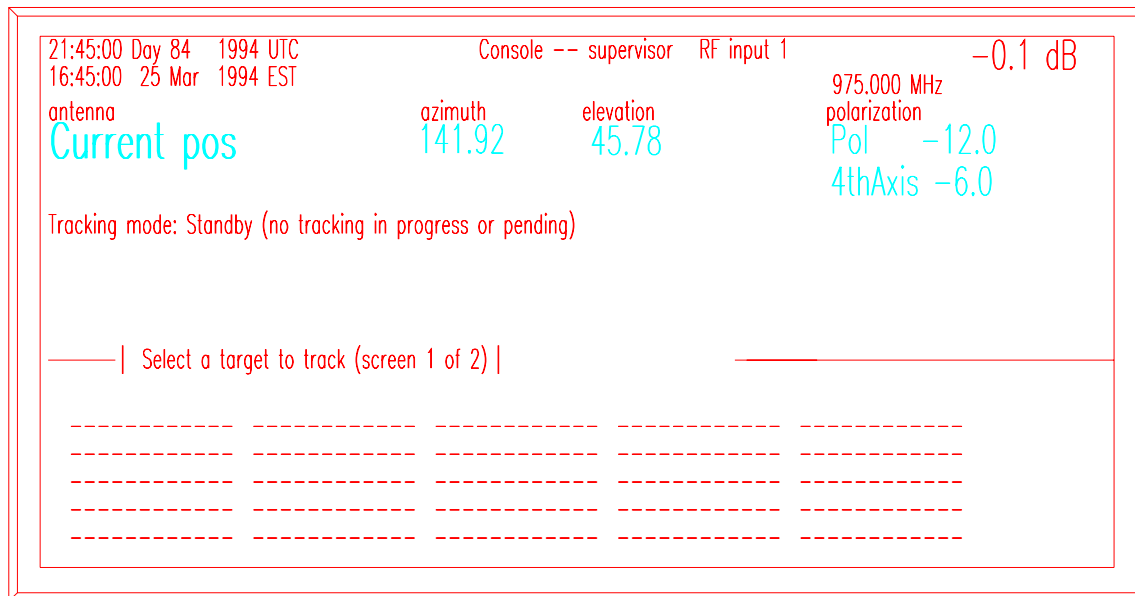 21:45:00 Day 84 1994 UTC Console -- supervisor RF input 1 -0.1 dB
16:45:00 25 Mar 1994 EST
975.000 MHz
antenna azimuth elevation polarization
Current pos 141.92 45.78 Pol -12.0
4thAxis -6.0
Tracking mode: Standby (no tracking in progress or pending)
| Select a target to track (screen 1 of 2) |
------------ ------------ ------------ ------------ ------------
------------ ------------ ------------ ------------ ------------
------------ ------------ ------------ ------------ ------------
------------ ------------ ------------ ------------ ------------
------------ ------------ ------------ ------------ ------------